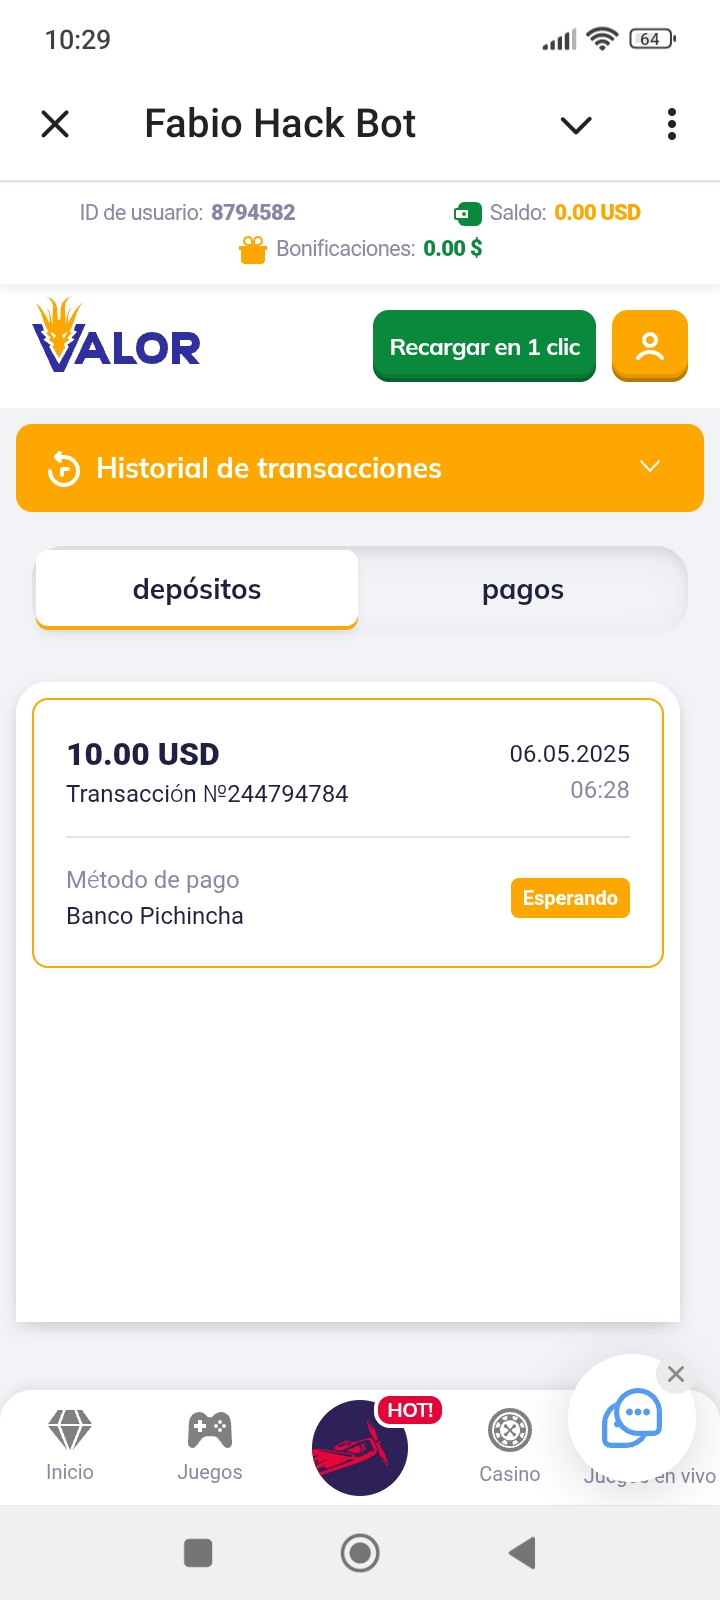 10:29
64
Fabio Hack Bot
ID de usuario: 8794582
Saldo: 0.00 USD
Bonificaciones: 0.00 $
VALOR
Recargar en 1 clic
Historial de transacciones
depósitos
pagos
10.00 USD
06.05.2025
Transacción №244794784
06:28
Método de pago
Banco Pichincha
Esperando
HOT!
Inicio
Juegos
Casino
Juegos en vivo